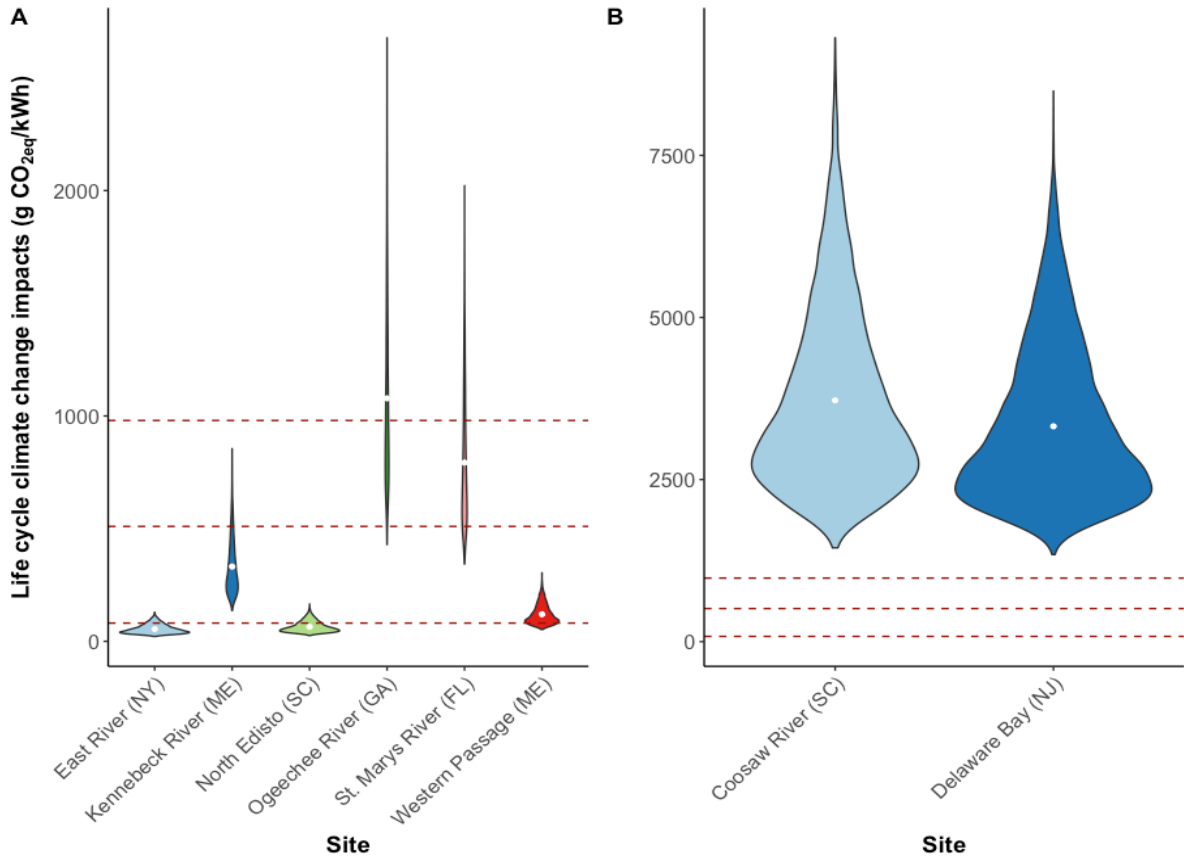 A
Life cycle climate change impacts (g CO2eq/kWh)
2000
1000
0
East River (NY)
Kennebeck River (ME)
North Edisto (SC)
Ogeechee River (GA)
St. Marys River (FL)
Western Passage (ME)
Site
B
7500
5000
2500
0
Coosaw River (SC)
Delaware Bay (NJ)
Site